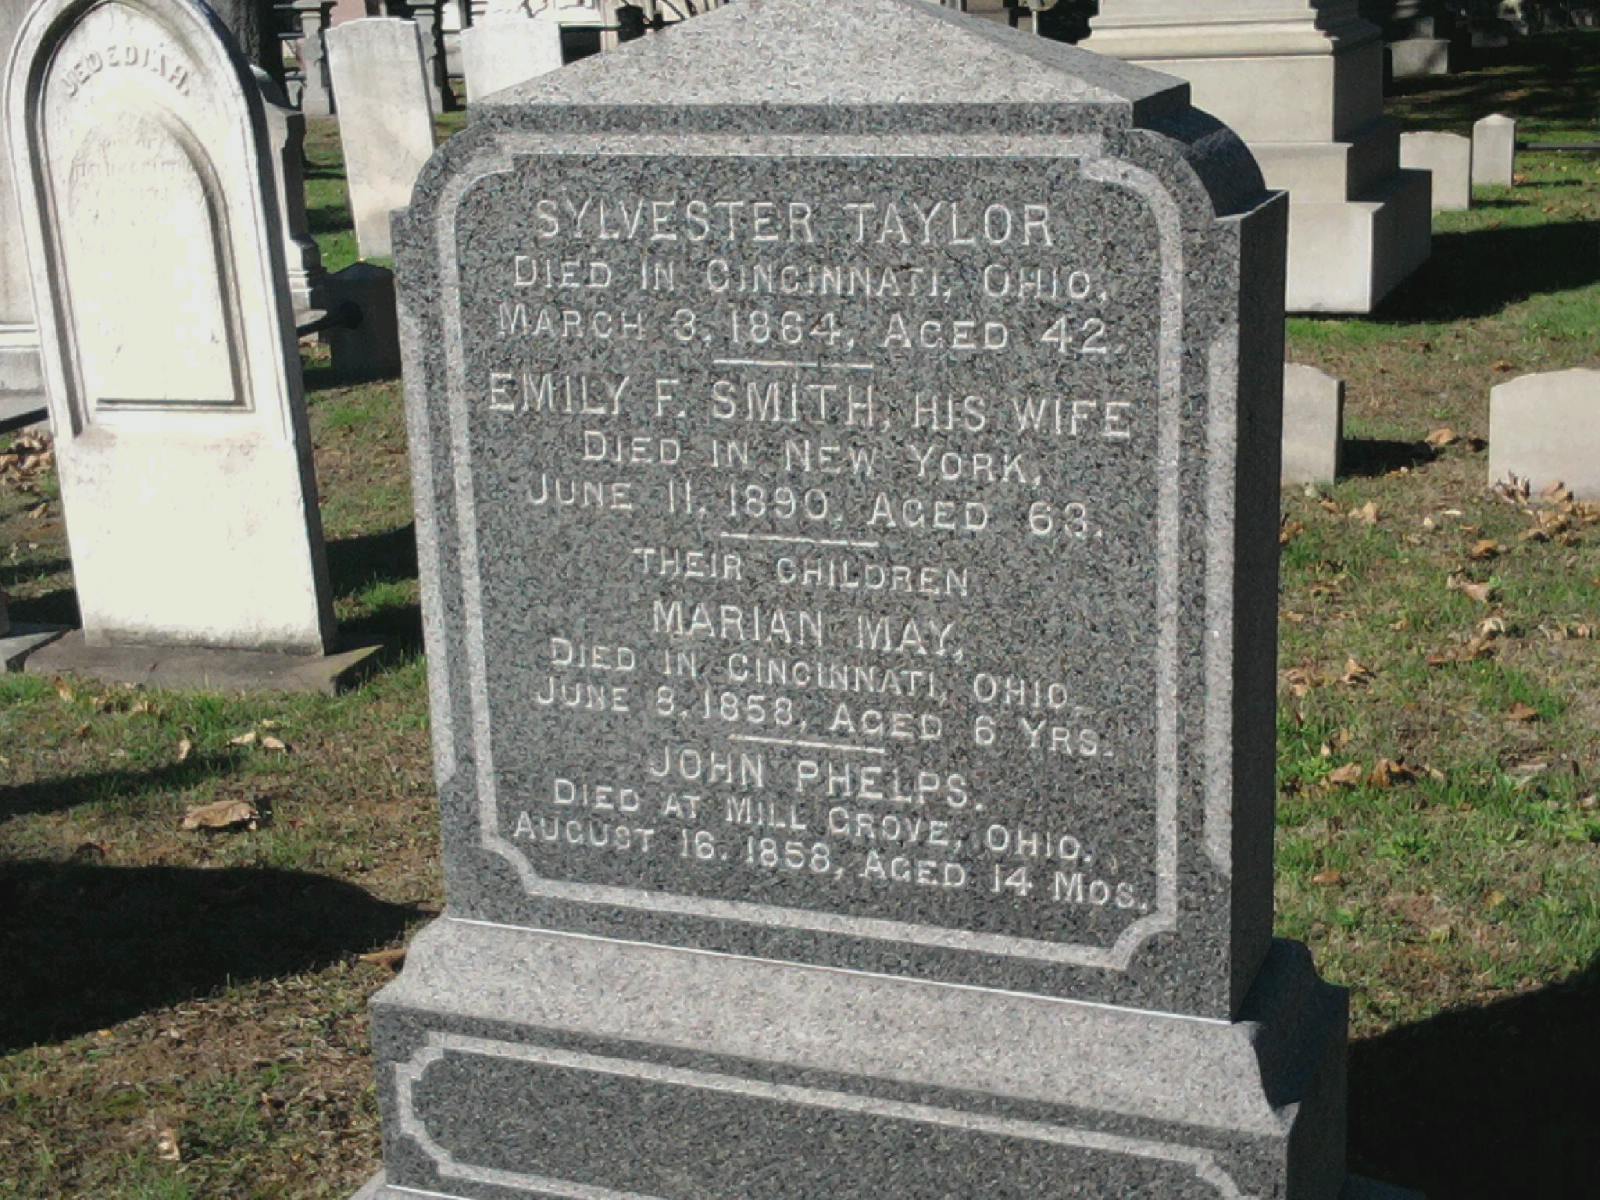 JEDEDIAH.
SYLVESTER TAYLOR
DIED IN CINCINNATI, OHIO,
MARCH 3, 1864, AGED 42.
EMILY F. SMITH, HIS WIFE
DIED IN NEW YORK,
JUNE 11, 1890, AGED 63.
THEIR CHILDREN
MARIAN MAY,
DIED IN CINCINNATI, OHIO.
JUNE 8, 1858, AGED 6 YRS.
JOHN PHELPS.
DIED AT MILL GROVE, OHIO.
AUGUST 16, 1858, AGED 14 MOS.